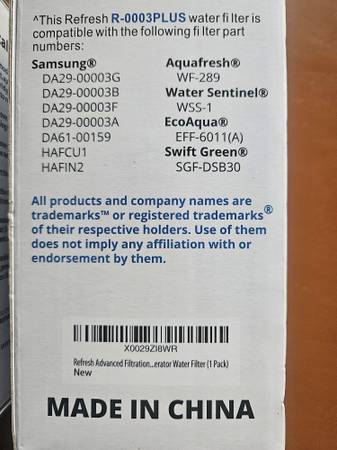 ^This Refresh R-0003PLUS water filter is
compatible with the following filter part
numbers:
Samsung®
DA29-00003G
DA29-00003B
DA29-00003F
DA29-00003A
DA61-00159
HAFCU1
HAFIN2
Aquafresh®
WF-289
Water Sentinel®
WSS-1
EcoAqua®
EFF-6011(A)
Swift Green®
SGF-DSB30
All products and company names are
trademarks™ or registered trademarks®
of their respective holders. Use of them
does not imply any affiliation with or
endorsement by them.
X0029ZI8WR
Refresh Advanced Filtration...erator Water Filter (1 Pack)
New
MADE IN CHINA